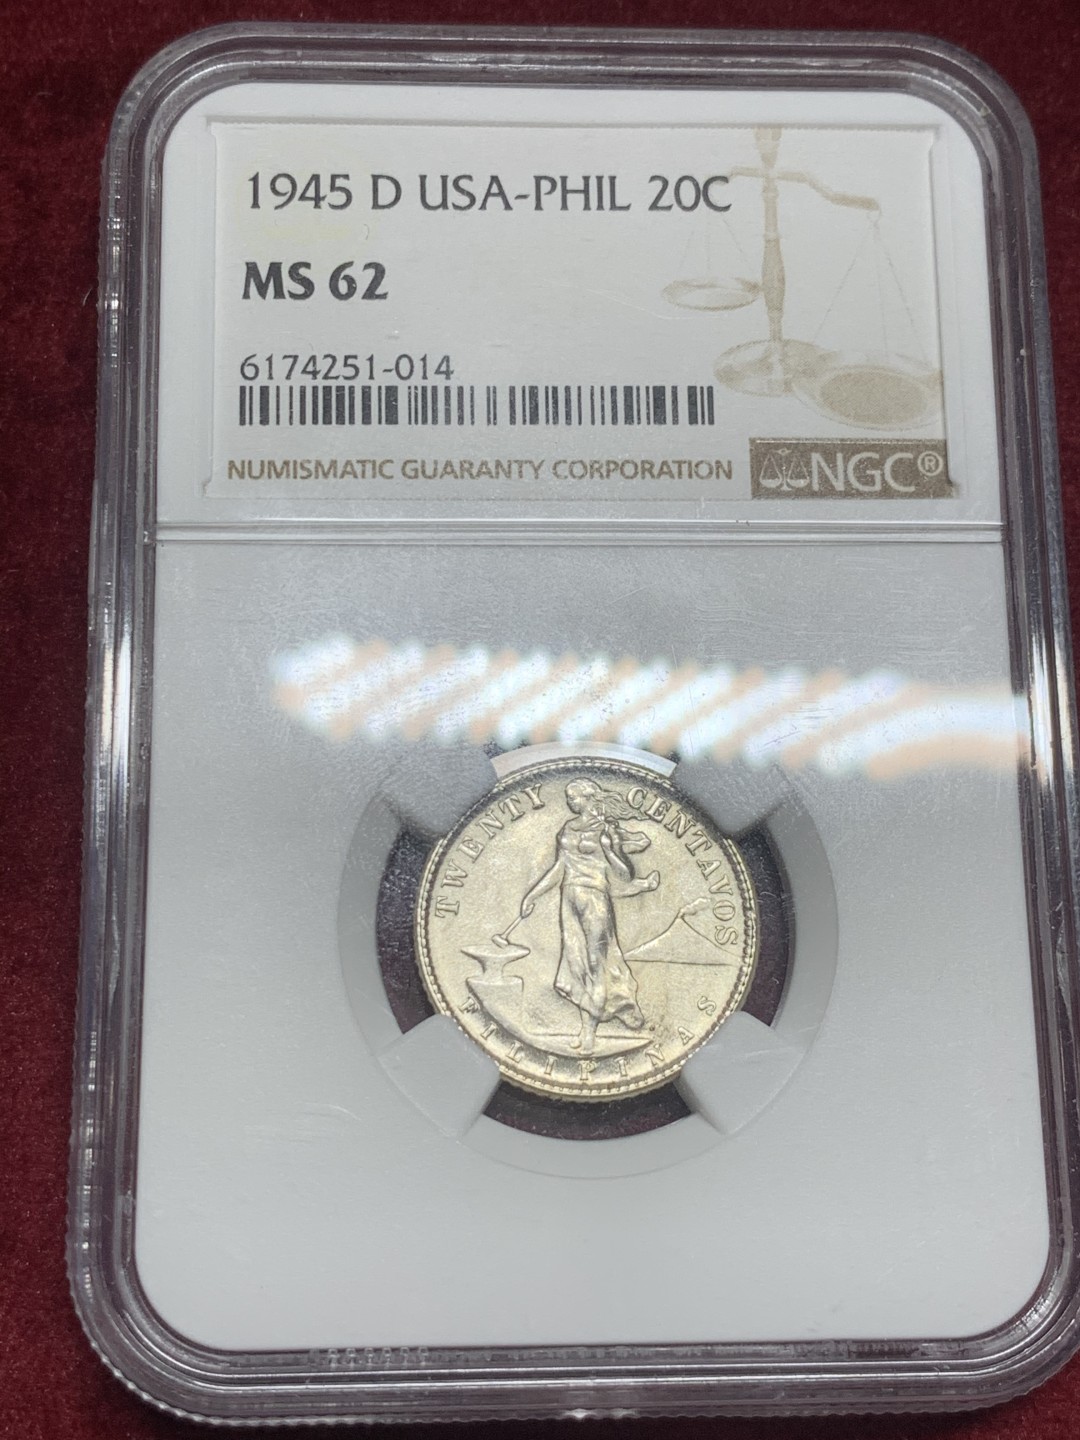 1945 D USA-PHIL 20C
MS 62
6174251-014
NUMISMATIC GUARANTY CORPORATION
NGC®
TWENTY CENTAVOS
FILIPINAS